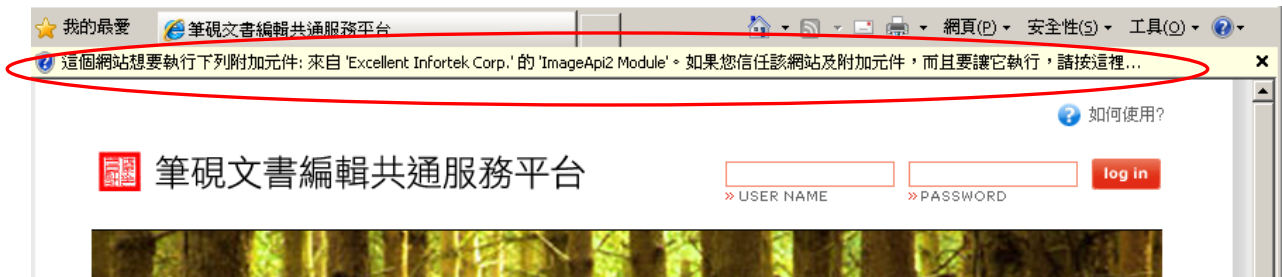 我的最愛 筆硯文書編輯共通服務平台 網頁(P) 安全性(S) 工具(O)
這個網站想要執行下列附加元件: 來自 'Excellent Infortek Corp.' 的 'ImageApi2 Module'。如果您信任該網站及附加元件，而且要讓它執行，請按這裡...
如何使用?
筆硯文書編輯共通服務平台 log in
» USER NAME » PASSWORD